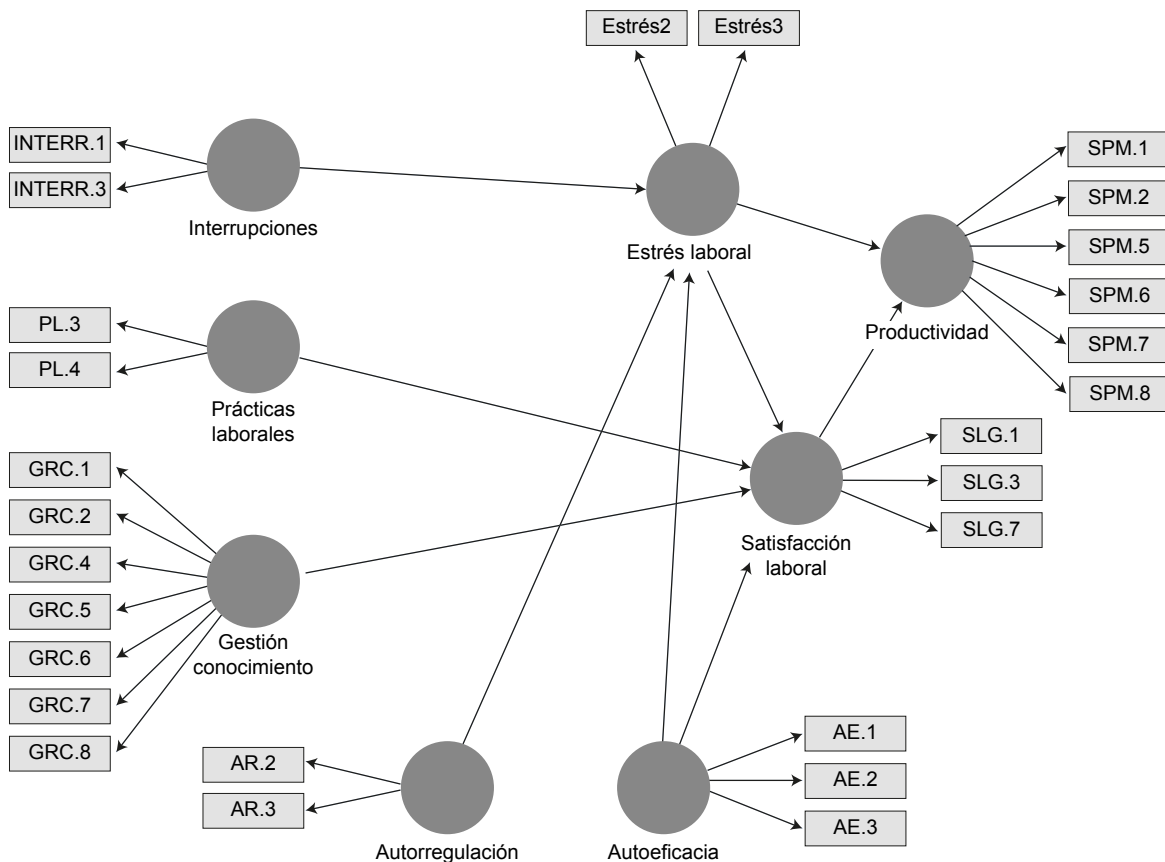 Estrés2
Estrés3
INTERR.1
INTERR.3
Interrupciones
Estrés laboral
SPM.1
SPM.2
SPM.5
SPM.6
SPM.7
SPM.8
Productividad
PL.3
PL.4
Prácticas
laborales
SLG.1
SLG.3
SLG.7
Satisfacción
laboral
GRC.1
GRC.2
GRC.4
GRC.5
GRC.6
GRC.7
GRC.8
Gestión
conocimiento
AR.2
AR.3
Autorregulación
AE.1
AE.2
AE.3
Autoeficacia